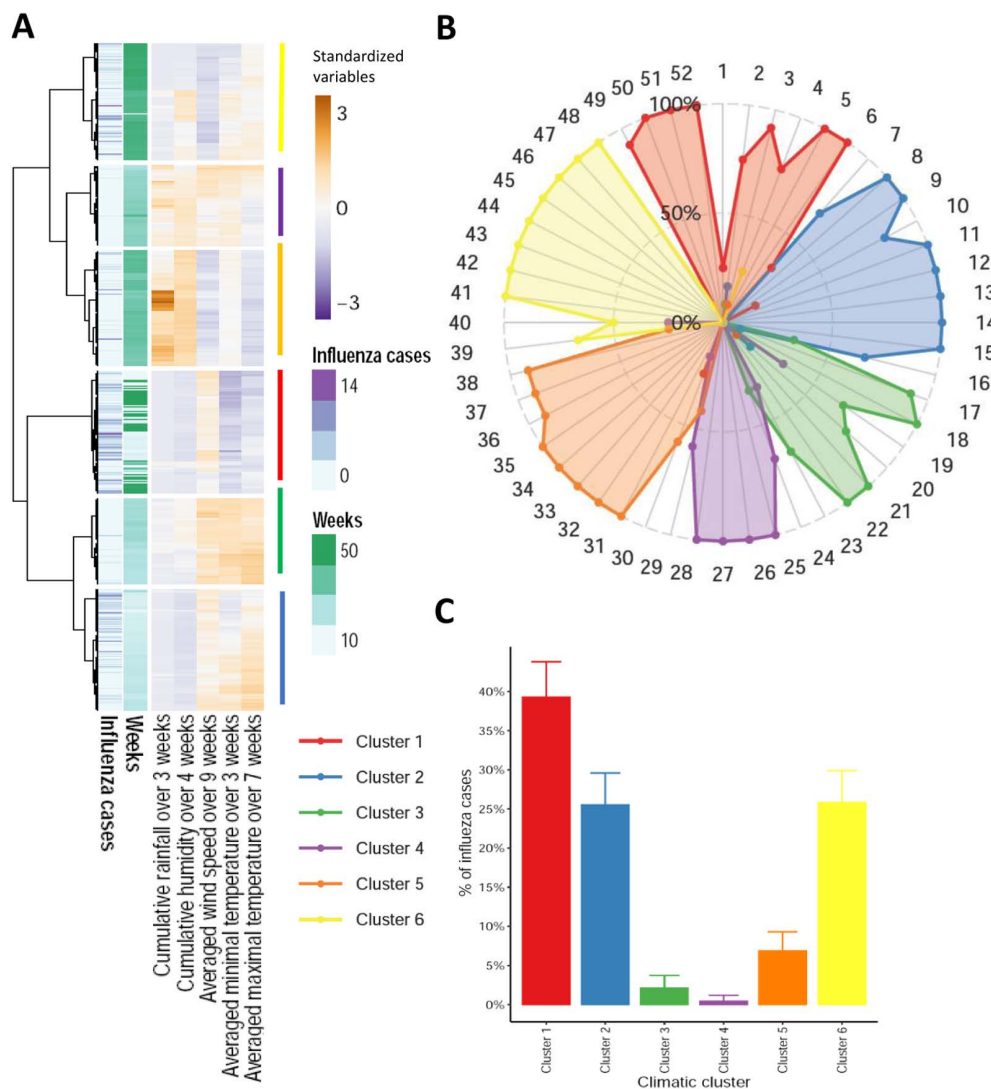 A
Standardized
variables
3
0
−3
Influenza cases
14
0
Weeks
50
10
Influenza cases
Weeks
Cumulative rainfall over 3 weeks
Cumulative humidity over 4 weeks
Averaged wind speed over 9 weeks
Averaged minimal temperature over 3 weeks
Averaged maximal temperature over 7 weeks
Cluster 1
Cluster 2
Cluster 3
Cluster 4
Cluster 5
Cluster 6
B
1
2
3
4
5
6
7
8
9
10
11
12
13
14
15
16
17
18
19
20
21
22
23
24
25
26
27
28
29
30
31
32
33
34
35
36
37
38
39
40
41
42
43
44
45
46
47
48
49
50
51
52
100%
50%
0%
C
% of influeza cases
40%
35%
30%
25%
20%
15%
10%
5%
0%
Cluster 1
Cluster 2
Cluster 3
Cluster 4
Cluster 5
Cluster 6
Climatic cluster